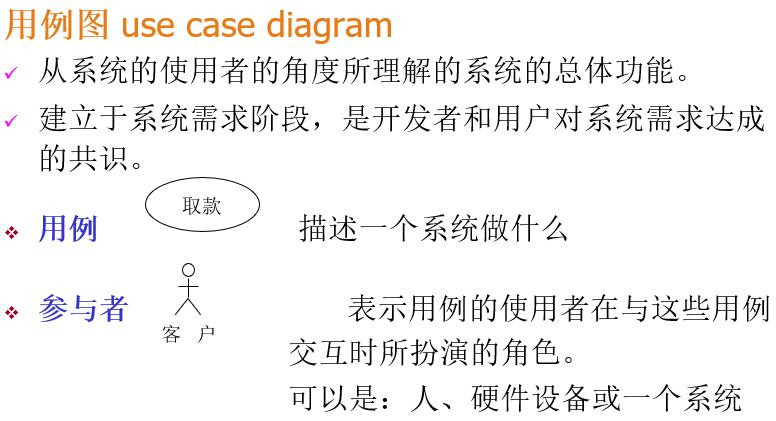 用例图 use case diagram
从系统的使用者的角度所理解的系统的总体功能。
建立于系统需求阶段，是开发者和用户对系统需求达成
的共识。
取款
用例 描述一个系统做什么
参与者 表示用例的使用者在与这些用例
客 户
交互时所扮演的角色。
可以是：人、硬件设备或一个系统